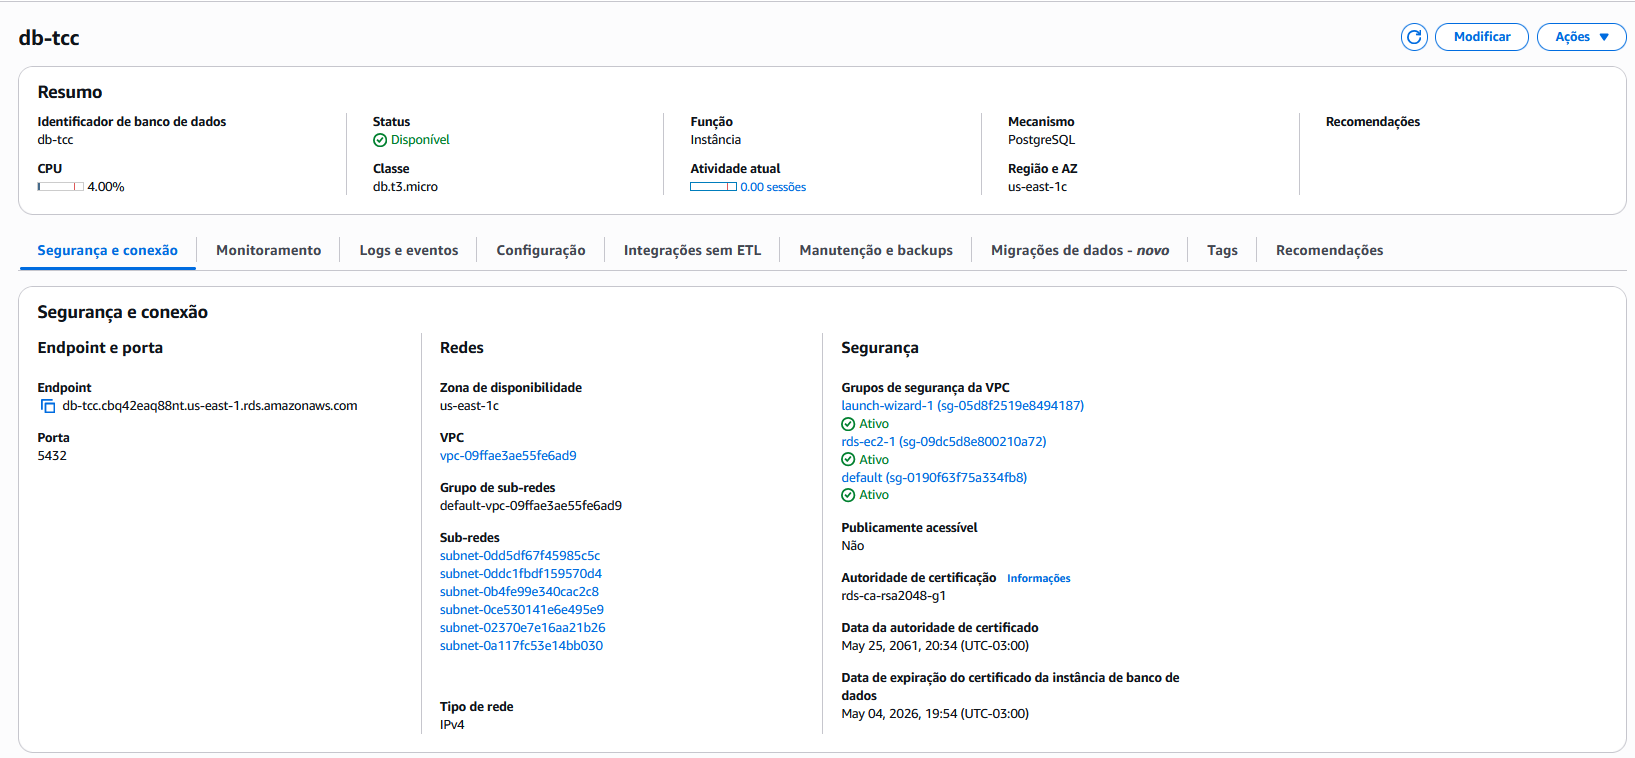 db-tcc
Modificar
Ações
Resumo
Identificador de banco de dados
db-tcc
CPU
4.00%
Status
Disponível
Classe
db.t3.micro
Função
Instância
Atividade atual
0.00 sessões
Mecanismo
PostgreSQL
Região e AZ
us-east-1c
Recomendações
Segurança e conexão
Monitoramento
Logs e eventos
Configuração
Integrações sem ETL
Manutenção e backups
Migrações de dados - novo
Tags
Recomendações
Segurança e conexão
Endpoint e porta
Endpoint
db-tcc.cbq42eaq88nt.us-east-1.rds.amazonaws.com
Porta
5432
Redes
Zona de disponibilidade
us-east-1c
VPC
vpc-09ffae3ae55fe6ad9
Grupo de sub-redes
default-vpc-09ffae3ae55fe6ad9
Sub-redes
subnet-0dd5df67f45985c5c
subnet-0ddc1fbdf159570d4
subnet-0b4fe99e340cac2c8
subnet-0ce530141e6e495e9
subnet-02370e7e16aa21b26
subnet-0a117fc53e14bb030
Tipo de rede
IPv4
Segurança
Grupos de segurança da VPC
launch-wizard-1 (sg-05d8f2519e8494187)
Ativo
rds-ec2-1 (sg-09dc5d8e800210a72)
Ativo
default (sg-0190f63f75a334fb8)
Ativo
Publicamente acessível
Não
Autoridade de certificação Informações
rds-ca-rsa2048-g1
Data da autoridade de certificado
May 25, 2061, 20:34 (UTC-03:00)
Data de expiração do certificado da instância de banco de
dados
May 04, 2026, 19:54 (UTC-03:00)